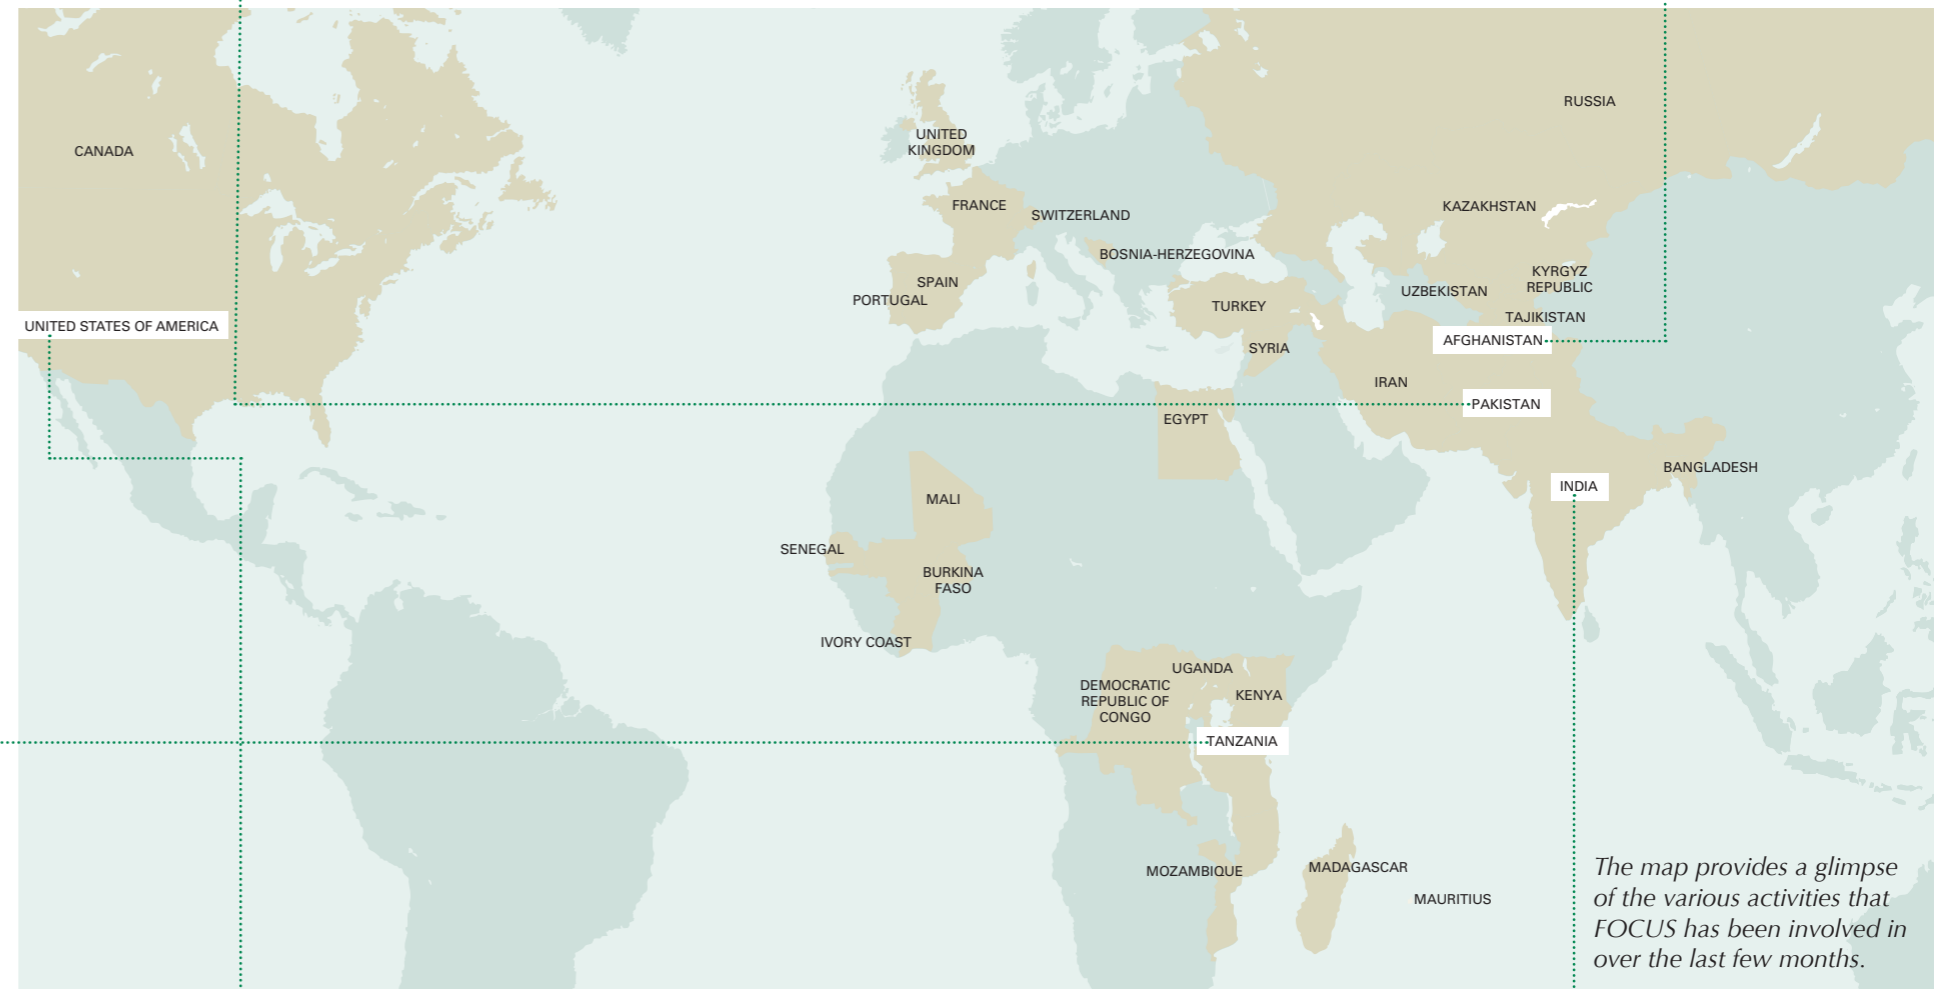 RUSSIA
UNITED
KINGDOM
CANADA
FRANCE
SWITZERLAND
KAZAKHSTAN
BOSNIA-HERZEGOVINA
SPAIN
PORTUGAL
KYRGYZ
REPUBLIC
UZBEKISTAN
TURKEY
TAJIKISTAN
UNITED STATES OF AMERICA
AFGHANISTAN
SYRIA
IRAN
PAKISTAN
EGYPT
BANGLADESH
INDIA
MALI
SENEGAL
BURKINA
FASO
IVORY COAST
UGANDA
DEMOCRATIC
REPUBLIC OF
CONGO
KENYA
TANZANIA
MOZAMBIQUE
MADAGASCAR
MAURITIUS
The map provides a glimpse
of the various activities that
FOCUS has been involved in
over the last few months.